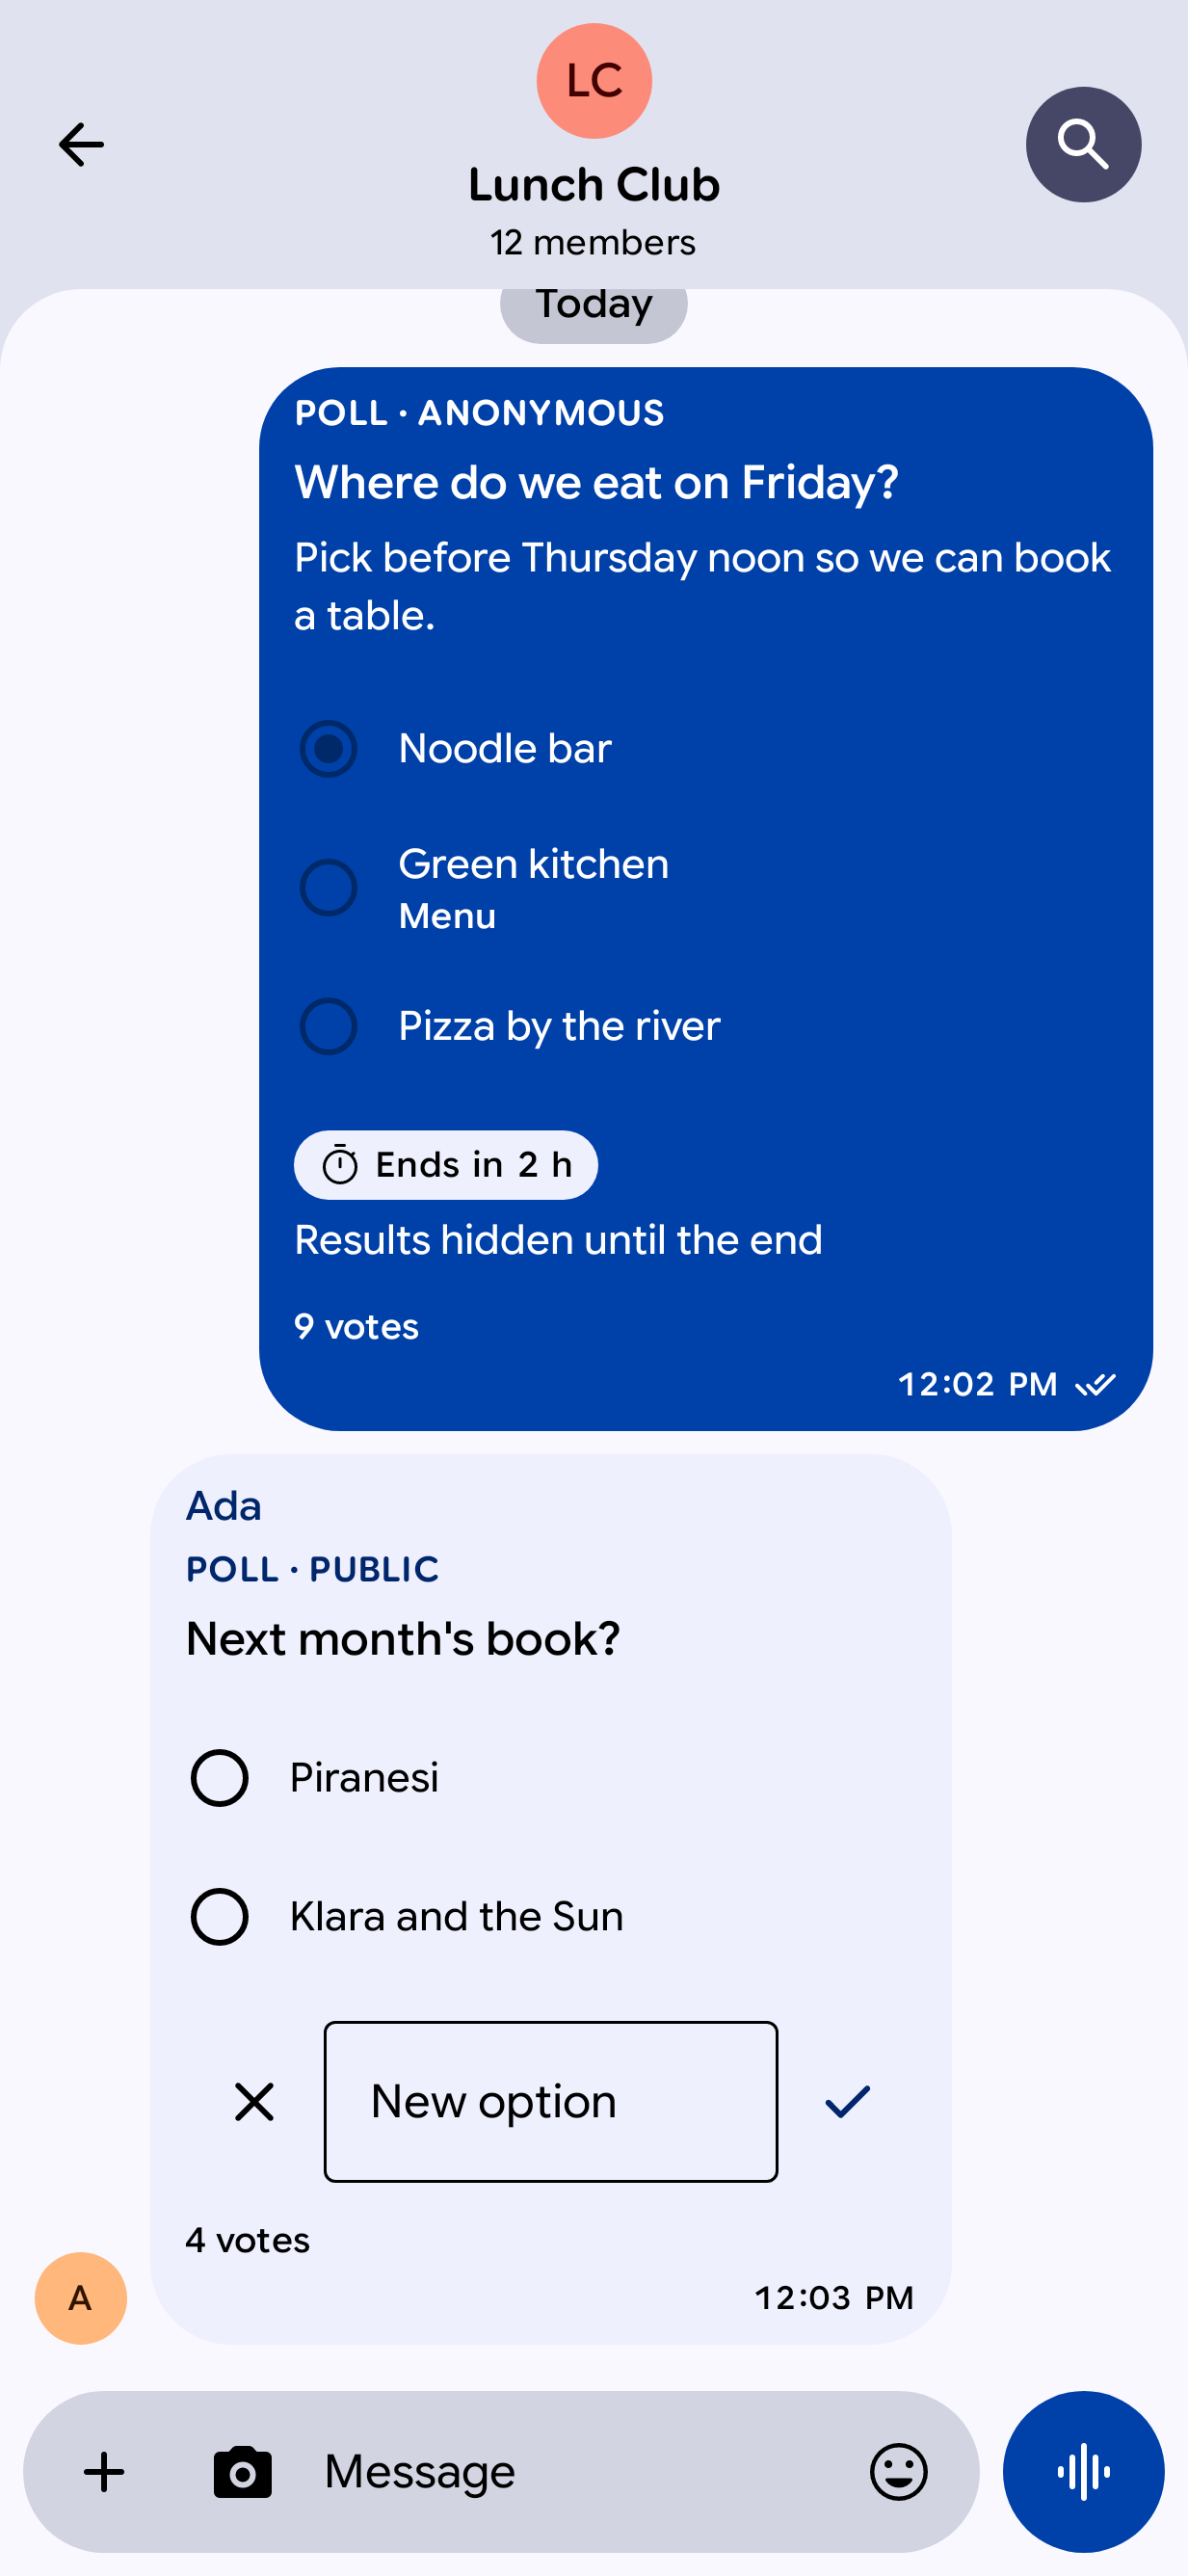 LC
Lunch Club
12 members
Today
POLL · ANONYMOUS
Where do we eat on Friday?
Pick before Thursday noon so we can book
a table.
Noodle bar
Green kitchen
Menu
Pizza by the river
Ends in 2 h
Results hidden until the end
9 votes
12:02 PM
Ada
POLL · PUBLIC
Next month's book?
Piranesi
Klara and the Sun
New option
4 votes
A
12:03 PM
Message